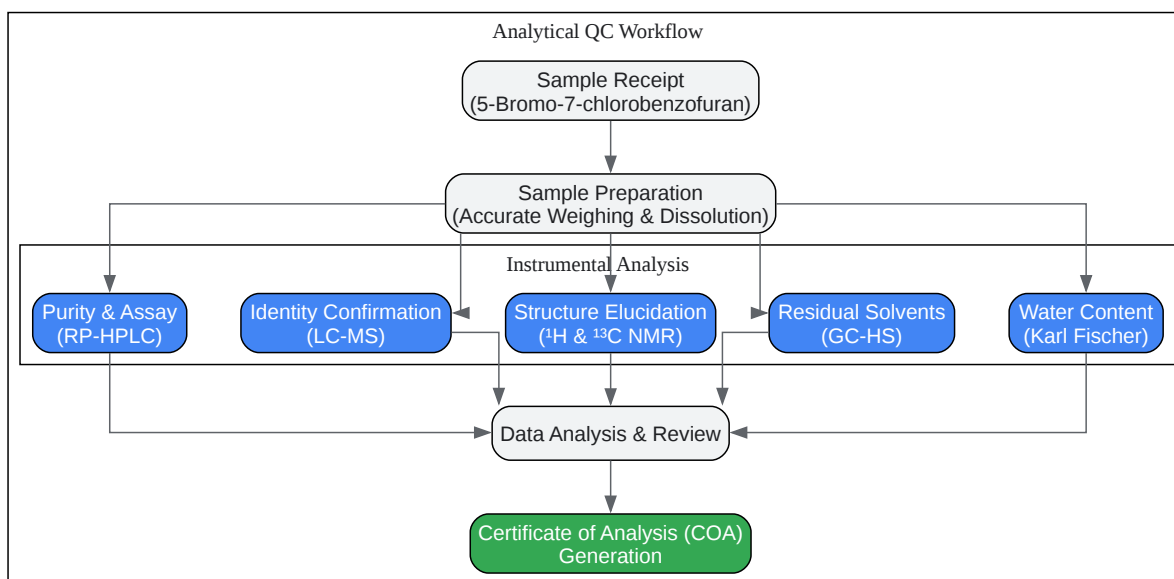 Analytical QC Workflow
Sample Receipt
(5-Bromo-7-chlorobenzofuran)
Sample Preparation
(Accurate Weighing & Dissolution)
Instrumental Analysis
Purity & Assay
(RP-HPLC)
Identity Confirmation
(LC-MS)
Structure Elucidation
(¹H & ¹³C NMR)
Residual Solvents
(GC-HS)
Water Content
(Karl Fischer)
Data Analysis & Review
Certificate of Analysis (COA)
Generation